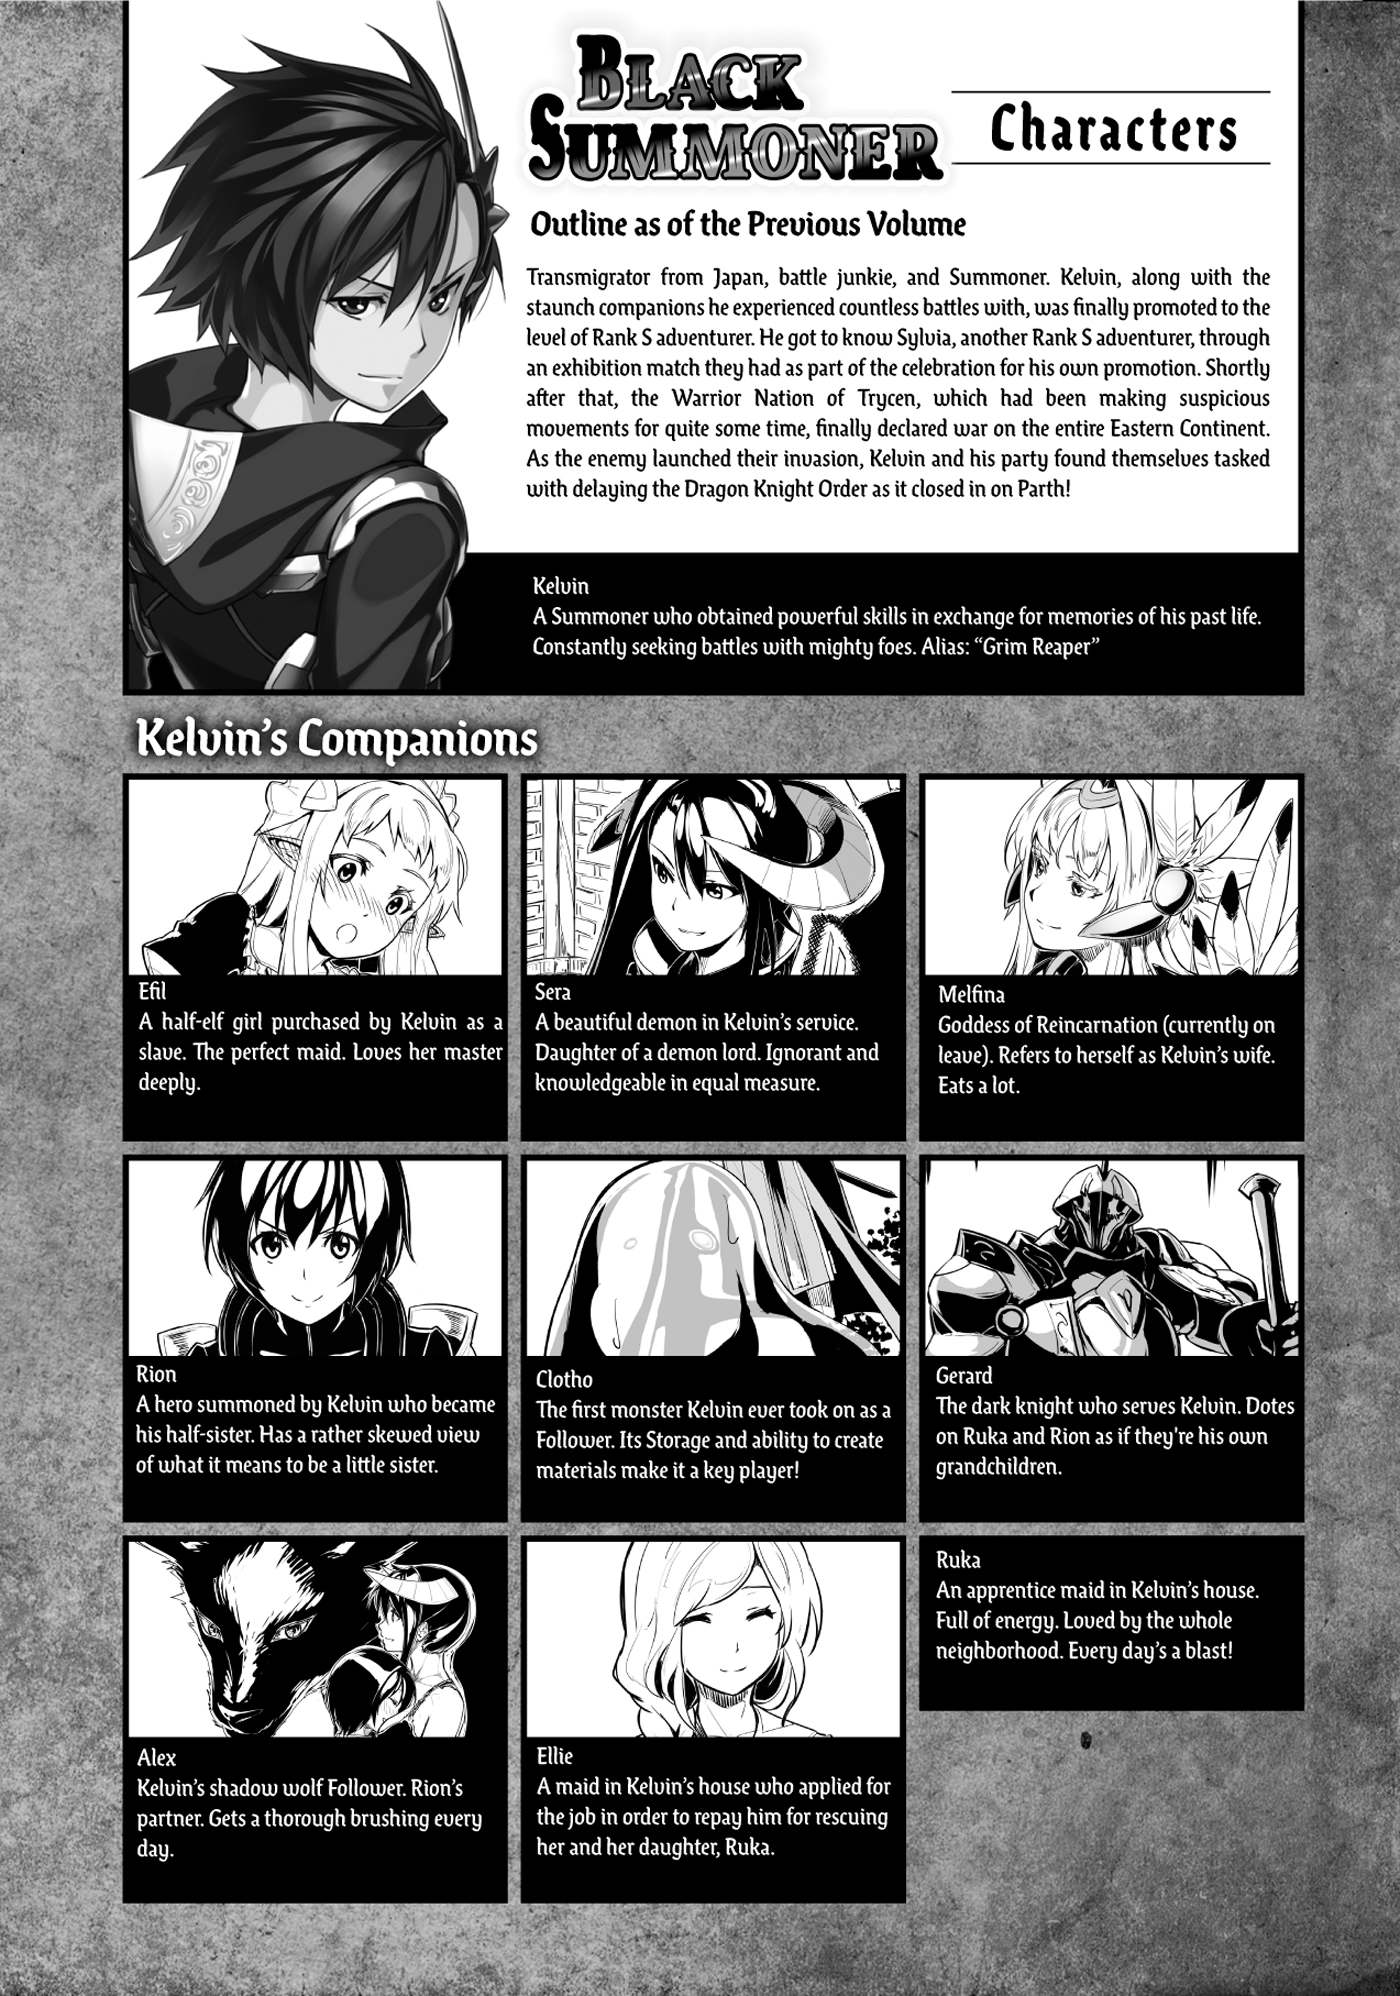 BLACK
SUMMONER
Characters
Outline as of the Previous Volume
Transmigrator from Japan, battle junkie, and Summoner. Kelvin, along with the
staunch companions he experienced countless battles with, was finally promoted to the
level of Rank S adventurer. He got to know Sylvia, another Rank S adventurer, through
an exhibition match they had as part of the celebration for his own promotion. Shortly
after that, the Warrior Nation of Trycen, which had been making suspicious
movements for quite some time, finally declared war on the entire Eastern Continent.
As the enemy launched their invasion, Kelvin and his party found themselves tasked
with delaying the Dragon Knight Order as it closed in on Parth!
Kelvin
A Summoner who obtained powerful skills in exchange for memories of his past life.
Constantly seeking battles with mighty foes. Alias: “Grim Reaper”
Kelvin’s Companions
Efil
A half-elf girl purchased by Kelvin as a
slave. The perfect maid. Loves her master
deeply.
Sera
A beautiful demon in Kelvin’s service.
Daughter of a demon lord. Ignorant and
knowledgeable in equal measure.
Melfina
Goddess of Reincarnation (currently on
leave). Refers to herself as Kelvin’s wife.
Eats a lot.
Rion
A hero summoned by Kelvin who became
his half-sister. Has a rather skewed view
of what it means to be a little sister.
Clotho
The first monster Kelvin ever took on as a
Follower. Its Storage and ability to create
materials make it a key player!
Gerard
The dark knight who serves Kelvin. Dotes
on Ruka and Rion as if they’re his own
grandchildren.
Alex
Kelvin’s shadow wolf Follower. Rion’s
partner. Gets a thorough brushing every
day.
Ellie
A maid in Kelvin’s house who applied for
the job in order to repay him for rescuing
her and her daughter, Ruka.
Ruka
An apprentice maid in Kelvin’s house.
Full of energy. Loved by the whole
neighborhood. Every day’s a blast!